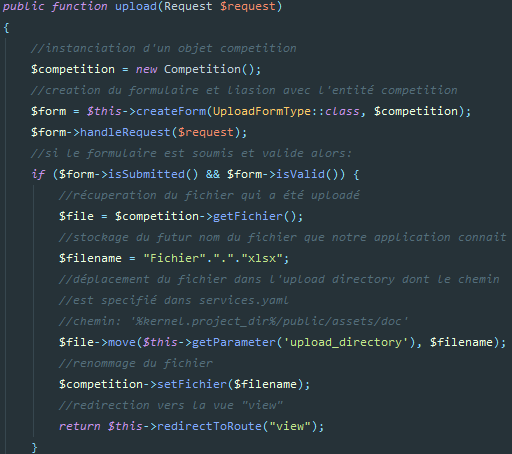 public function upload(Request $request)
{
//instanciation d'un objet competition
$competition = new Competition();
//creation du formulaire et liasion avec l'entité competition
$form = $this->createForm(UploadFormType::class, $competition);
$form->handleRequest($request);
//si le formulaire est soumis et valide alors:
if ($form->isSubmitted() && $form->isValid()) {
//récuperation du fichier qui a été uploadé
$file = $competition->getFichier();
//stockage du futur nom du fichier que notre application connait
$filename = "Fichier".".".​"xlsx";
//déplacement du fichier dans l'upload directory dont le chemin
//est specifié dans services.yaml
//chemin: '%kernel.project_dir%/public/assets/doc'
$file->move($this->getParameter('upload_directory'), $filename);
//renommage du fichier
$competition->setFichier($filename);
//redirection vers la vue "view"
return $this->redirectToRoute("view");
}